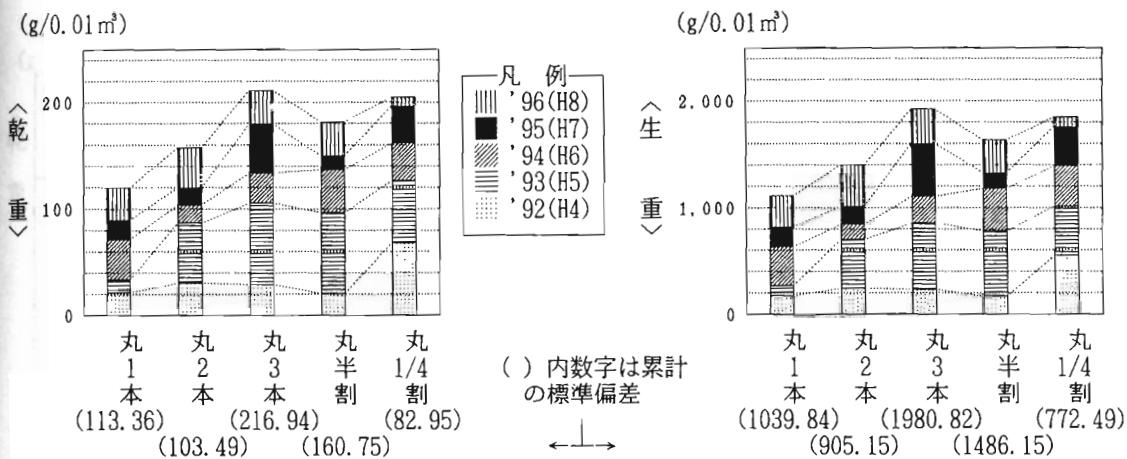 (g/0.01㎥)
〈乾 重〉
200
100
0
丸1本
丸2本
丸3本
丸半割
丸1/4割
(113.36)
(103.49)
(216.94)
(160.75)
(82.95)
凡 例
'96(H8)
'95(H7)
'94(H6)
'93(H5)
'92(H4)
( ) 内数字は累計
の標準偏差
(g/0.01㎥)
〈生 重〉
2.000
1,000
0
丸1本
丸2本
丸3本
丸半割
丸1/4割
(1039.84)
(905.15)
(1980.82)
(1486.15)
(772.49)